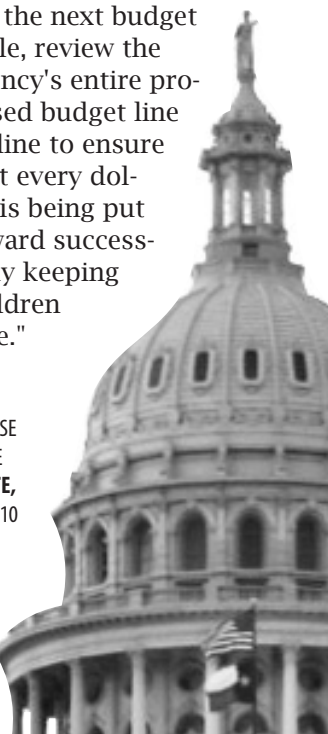 the next budget
le, review the
ncy's entire pro-
sed budget line
line to ensure
t every dol-
is being put
ward success-
y keeping
ldren
e."
SE
E
TE,
10